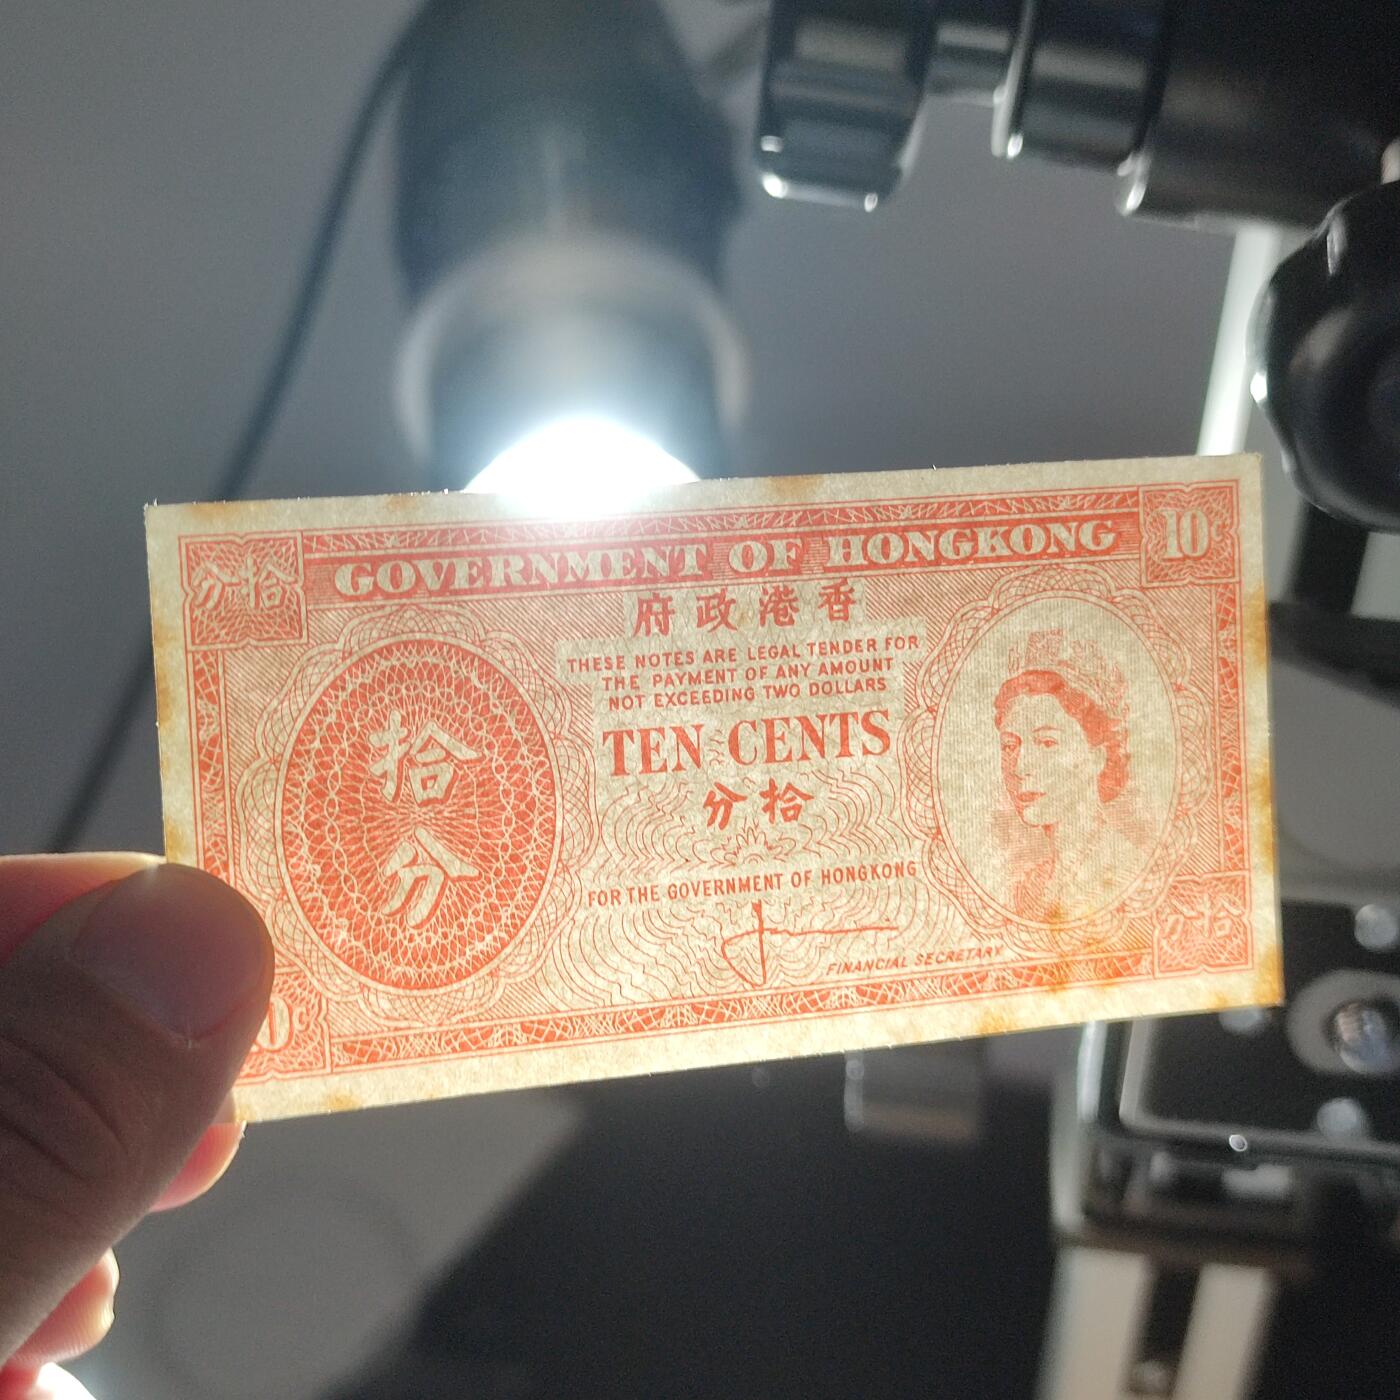 分拾
GOVERNMENT OF HONGKONG
10¢
府政港香
THESE NOTES ARE LEGAL TENDER FOR
THE PAYMENT OF ANY AMOUNT
NOT EXCEEDING TWO DOLLARS
TEN CENTS
分拾
拾
分
FOR THE GOVERNMENT OF HONGKONG
FINANCIAL SECRETARY
分拾